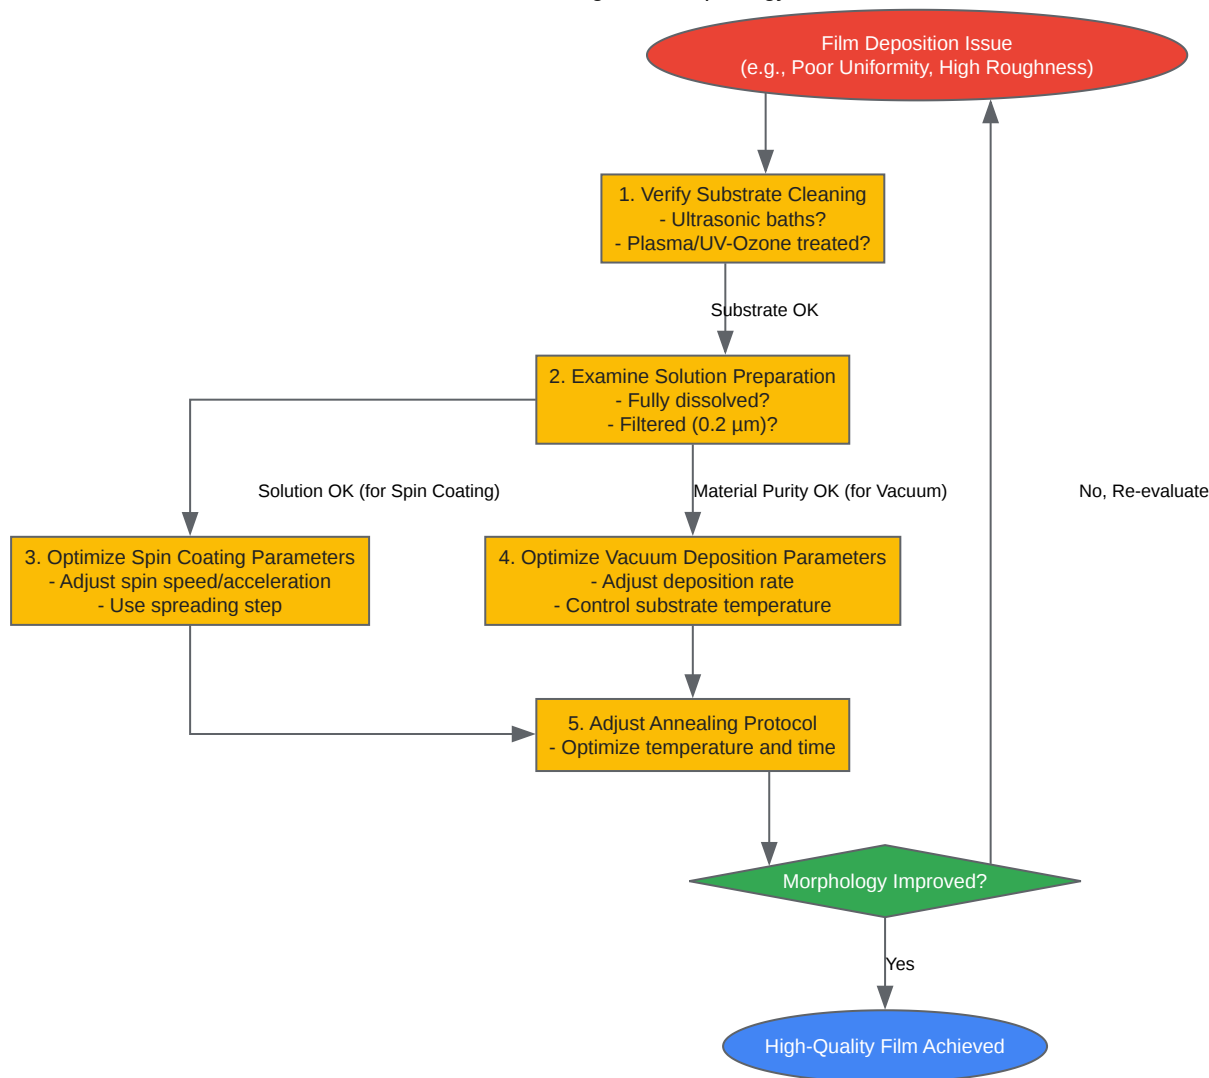 Film Deposition Issue
(e.g., Poor Uniformity, High Roughness)
1. Verify Substrate Cleaning
- Ultrasonic baths?
- Plasma/UV-Ozone treated?
Substrate OK
2. Examine Solution Preparation
- Fully dissolved?
- Filtered (0.2 µm)?
Solution OK (for Spin Coating)
Material Purity OK (for Vacuum)
No, Re-evaluate
3. Optimize Spin Coating Parameters
- Adjust spin speed/acceleration
- Use spreading step
4. Optimize Vacuum Deposition Parameters
- Adjust deposition rate
- Control substrate temperature
5. Adjust Annealing Protocol
- Optimize temperature and time
Morphology Improved?
Yes
High-Quality Film Achieved